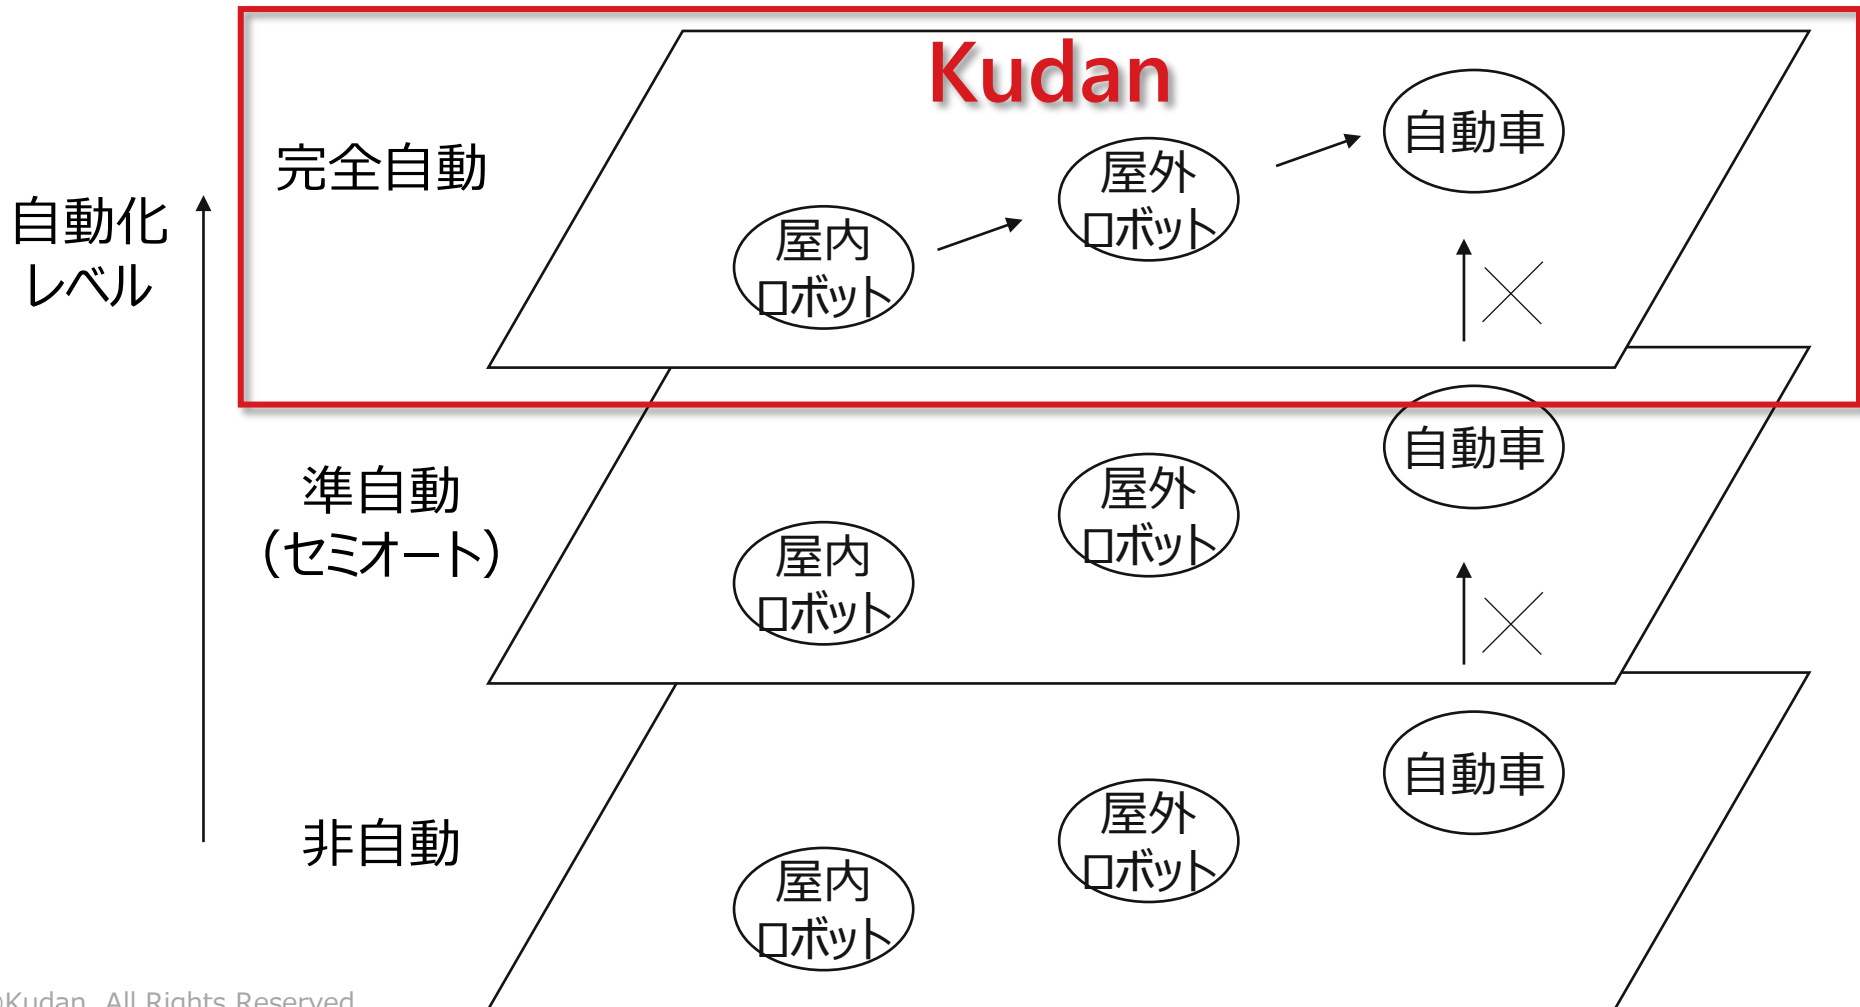 Kudan
完全自動
自動化
レベル
屋内
ロボット
屋外
ロボット
自動車
準自動
（セミオート）
屋内
ロボット
屋外
ロボット
自動車
非自動
屋内
ロボット
屋外
ロボット
自動車
©Kudan. All Rights Reserved